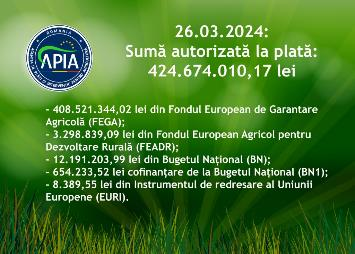 ROMÂNIA
APIA
26.03.2024:
Sumă autorizată la plată:
424.674.010,17 lei
- 408.521.344,02 lei din Fondul European de Garantare
Agricolă (FEGA);
- 3.298.839,09 lei din Fondul European Agricol pentru
Dezvoltare Rurală (FEADR);
- 12.191.203,99 lei din Bugetul Național (BN);
- 654.233,52 lei cofinanțare de la Bugetul Național (BN1);
- 8.389,55 lei din Instrumentul de redresare al Uniunii
Europene (EURI).